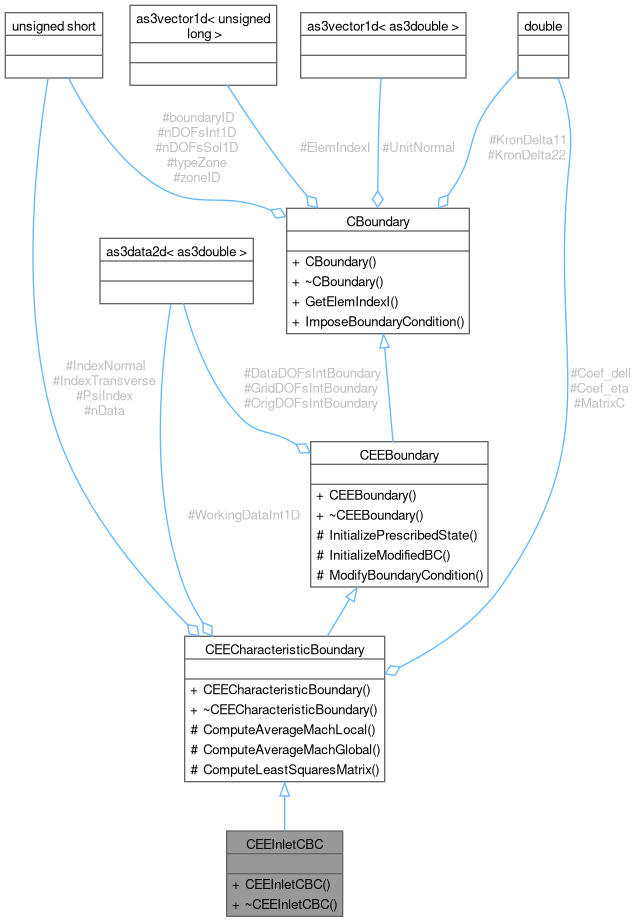 unsigned short
as3vector1d< unsigned
long >
as3vector1d< as3double >
double
#boundaryID
#nDOFsInt1D
#nDOFsSol1D
#typeZone
#zoneID
#ElemIndexI
#UnitNormal
#KronDelta11
#KronDelta22
CBoundary
+ CBoundary()
+ ~CBoundary()
+ GetElemIndexI()
+ ImposeBoundaryCondition()
as3data2d< as3double >
#IndexNormal
#IndexTransverse
#PsiIndex
#nData
#DataDOFsIntBoundary
#GridDOFsIntBoundary
#OrigDOFsIntBoundary
#Coef_dell
#Coef_eta
#MatrixC
CEEBoundary
+ CEEBoundary()
+ ~CEEBoundary()
# InitializePrescribedState()
# InitializeModifiedBC()
# ModifyBoundaryCondition()
#WorkingDataInt1D
CEECharacteristicBoundary
+ CEECharacteristicBoundary()
+ ~CEECharacteristicBoundary()
# ComputeAverageMachLocal()
# ComputeAverageMachGlobal()
# ComputeLeastSquaresMatrix()
CEEInletCBC
+ CEEInletCBC()
+ ~CEEInletCBC()